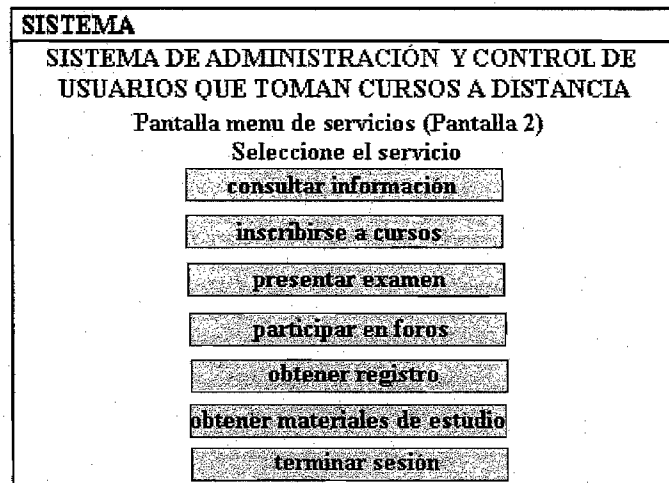 SISTEMA
SISTEMA DE ADMINISTRACIÓN Y CONTROL DE
USUARIOS QUE TOMAN CURSOS A DISTANCIA
Pantalla menu de servicios (Pantalla 2)
Seleccione el servicio
consultar información
inscribirse a cursos
presentar examen
participar en foros
obtener registro
obtener materiales de estudio
terminar sesión